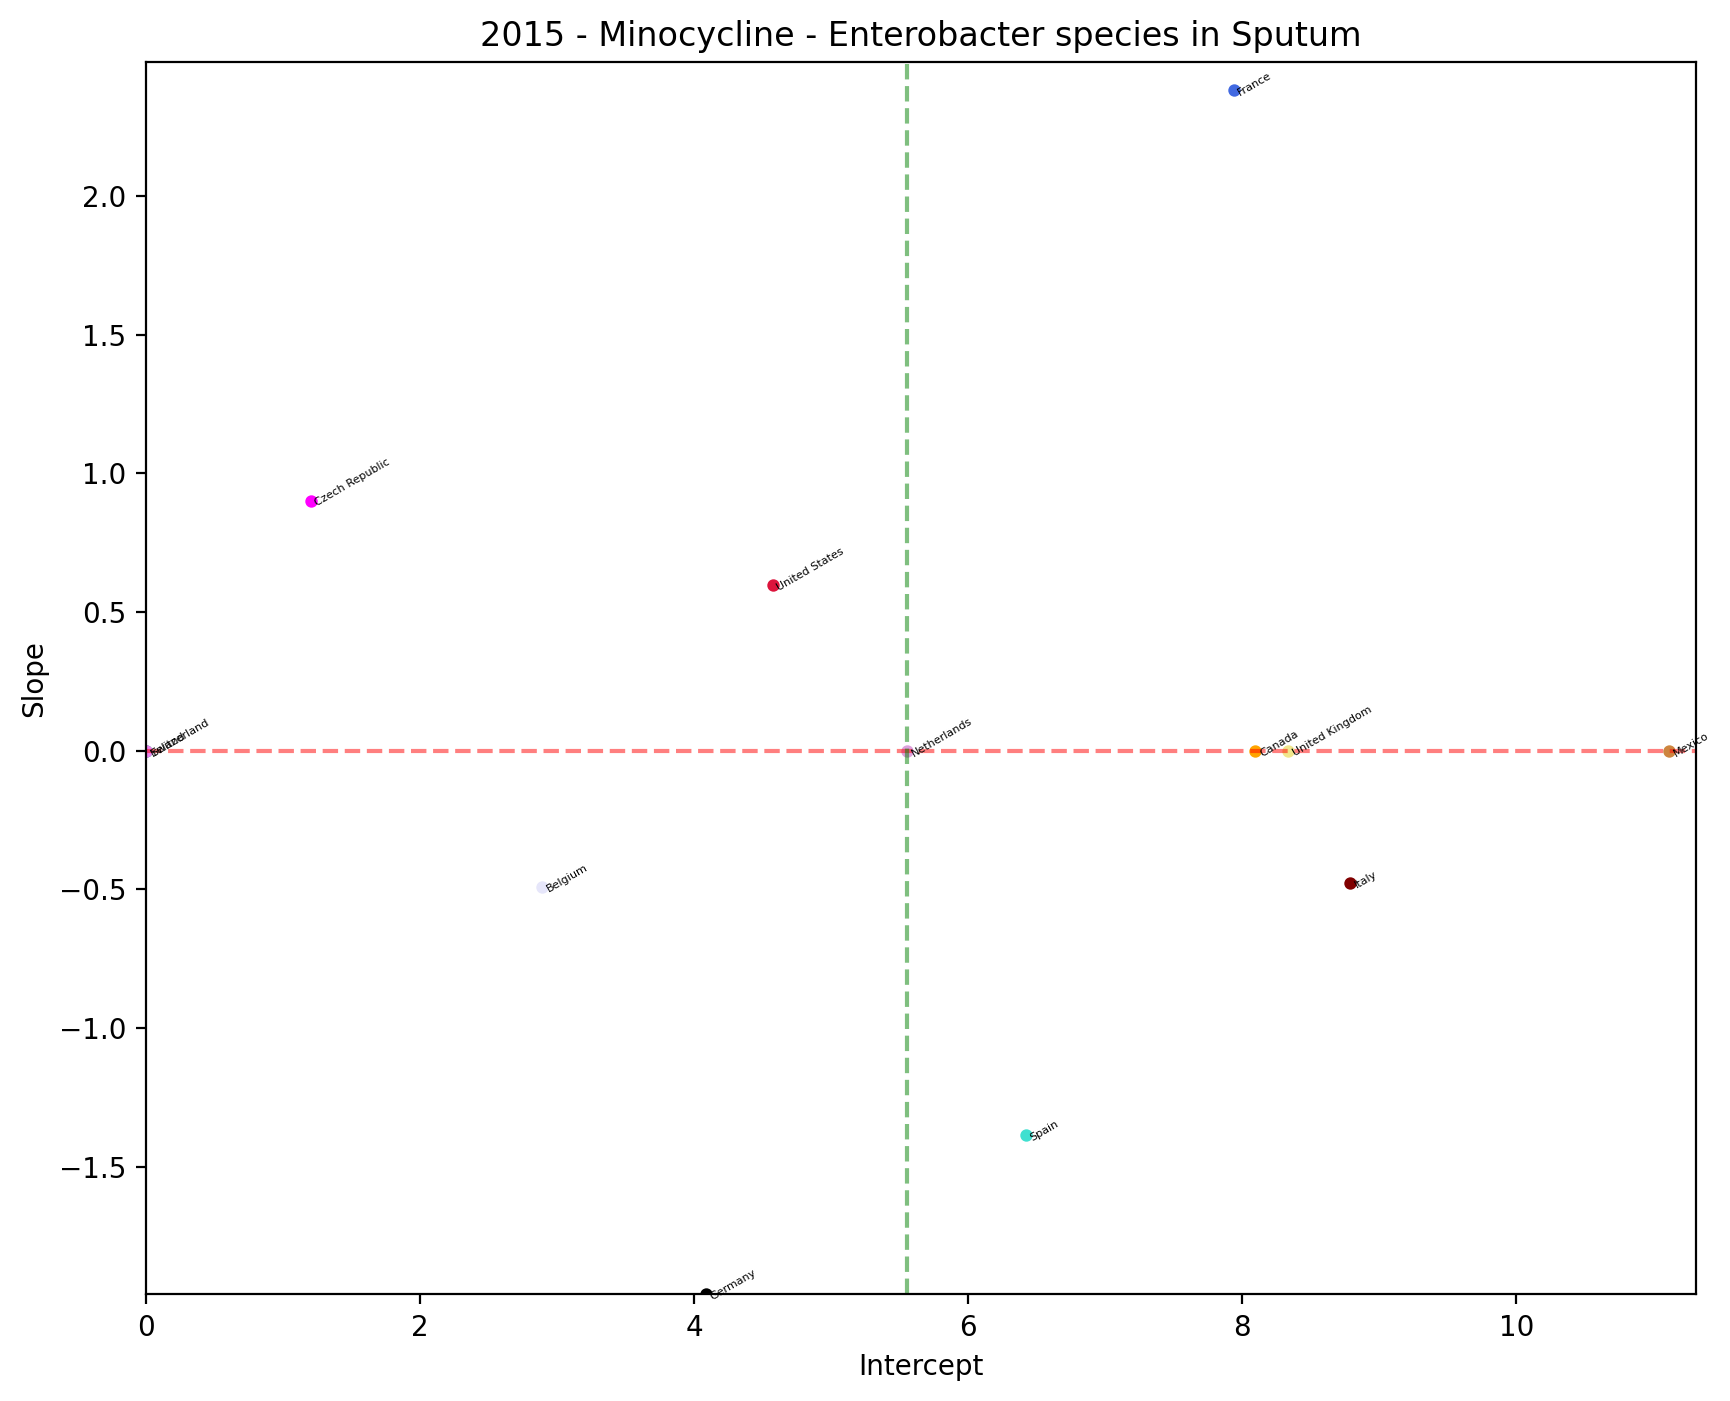 2015 - Minocycline - Enterobacter species in Sputum
France
2.0
1.5
1.0
Czech Republic
United States
0.5
Slope
0.0
Netherlands
Canada
United Kingdom
Mexico
−0.5
Belgium
Italy
−1.0
Spain
−1.5
Germany
0
2
4
6
8
10
Intercept